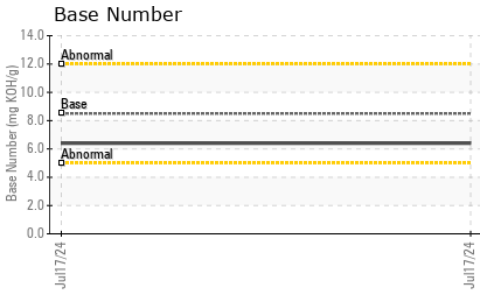 Base Number
Base Number (mg KOH/g)
14.0
12.0
10.0
8.0
6.0
4.0
2.0
0.0
Abnormal
Base
Abnormal
Jul17/24
Jul17/24